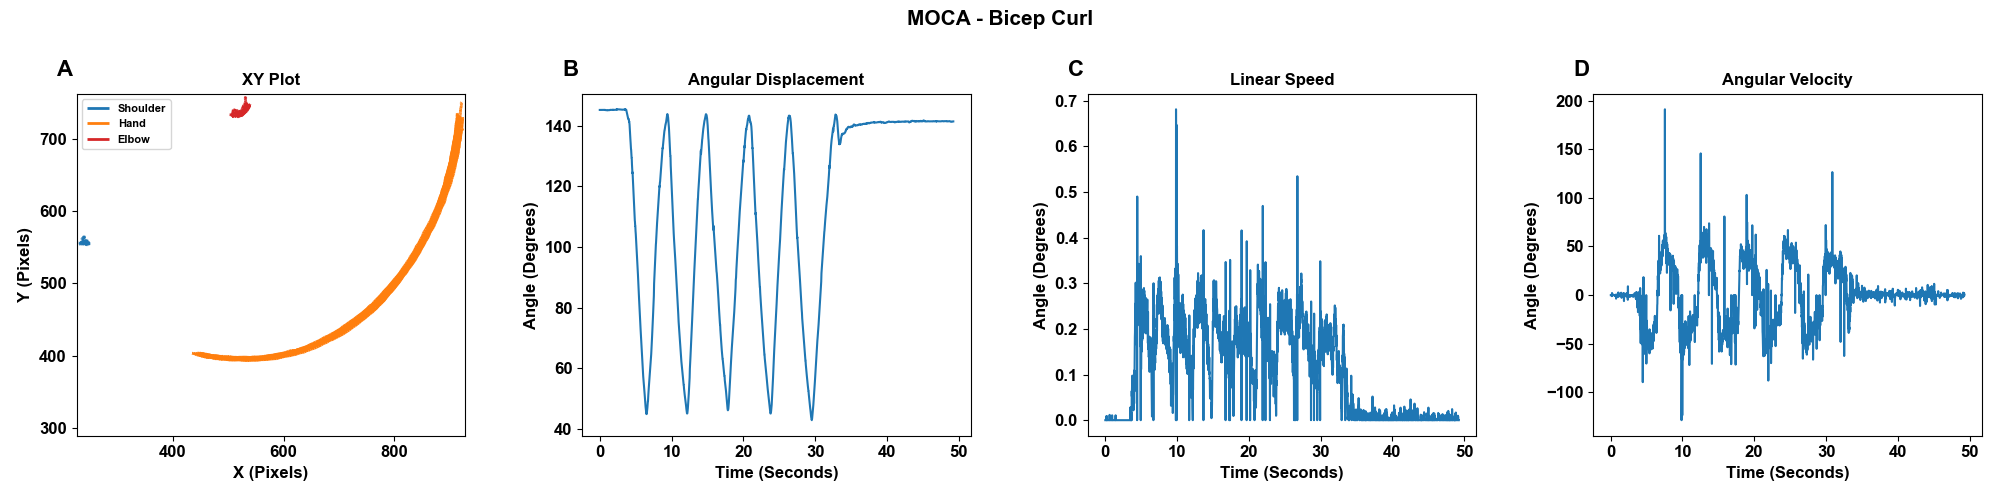 MOCA - Bicep Curl
A
XY Plot
Shoulder
Hand
Elbow
700
600
500
400
300
Y (Pixels)
400
600
800
X (Pixels)
B
Angular Displacement
140
120
100
80
60
40
Angle (Degrees)
0
10
20
30
40
50
Time (Seconds)
C
Linear Speed
0.7
0.6
0.5
0.4
0.3
0.2
0.1
0.0
Angle (Degrees)
0
10
20
30
40
50
Time (Seconds)
D
Angular Velocity
200
150
100
50
0
−50
−100
Angle (Degrees)
0
10
20
30
40
50
Time (Seconds)